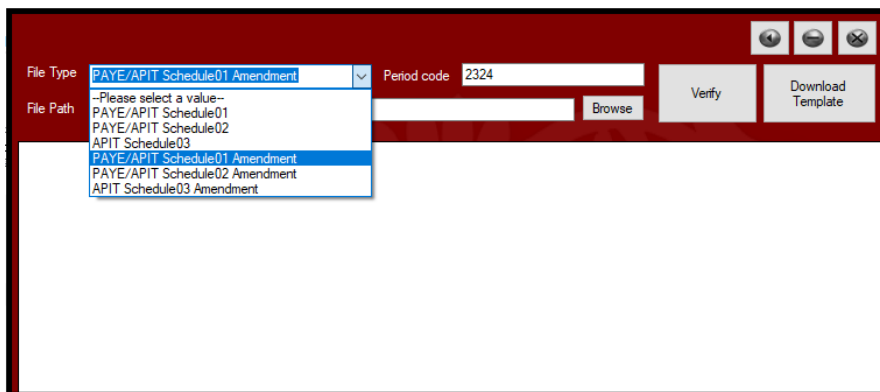 File Type
PAYE/APIT Schedule01 Amendment
Period code
2324
Verify
Download
Template
File Path
Browse
--Please select a value--
PAYE/APIT Schedule01
PAYE/APIT Schedule02
APIT Schedule03
PAYE/APIT Schedule01 Amendment
PAYE/APIT Schedule02 Amendment
APIT Schedule03 Amendment